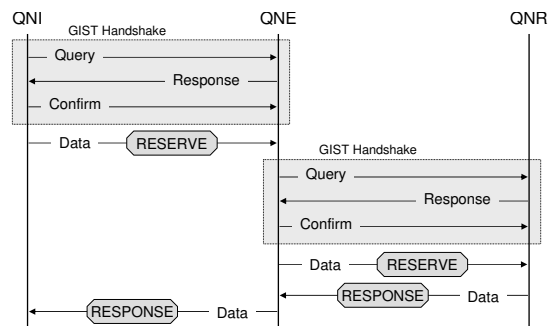 QNI QNE QNR
GIST Handshake
Query
Response
Confirm
Data RESERVE
GIST Handshake
Query
Response
Confirm
Data RESERVE
RESPONSE Data
RESPONSE Data